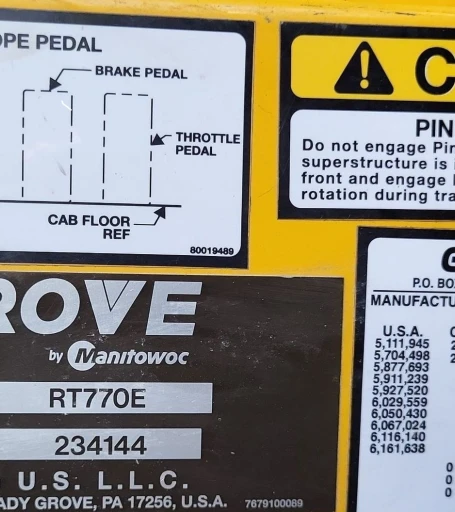 OPE PEDAL
BRAKE PEDAL
THROTTLE
PEDAL
CAB FLOOR
REF
80019489
C
PIN
Do not engage Pin
superstructure is
front and engage
rotation during tra
ROVE
by Manitowoc
RT770E
234144
U.S. L.L.C.
ADY GROVE, PA 17256, U.S.A. 7679100089
G
P.O. BO
MANUFACTU
U.S.A.
5,111,945
5,704,498
5,877,693
5,911,239
5,927,520
6,029,559
6,050,430
6,067,024
6,116,140
6,161,638
0
0
0